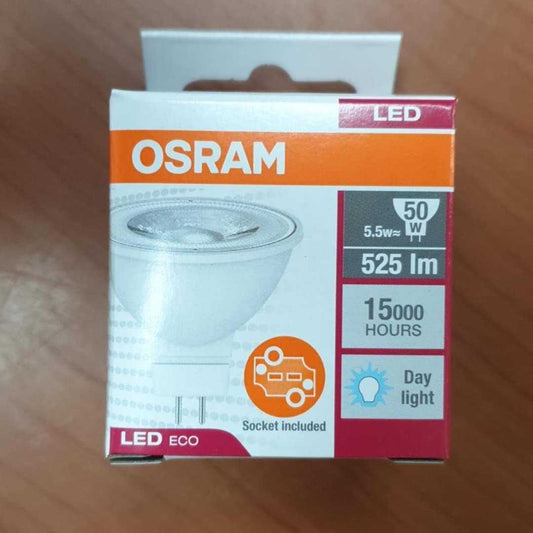 LED
OSRAM
50
W
5.5w≈
525 lm
15000
HOURS
Day
light
Socket included
LED ECO